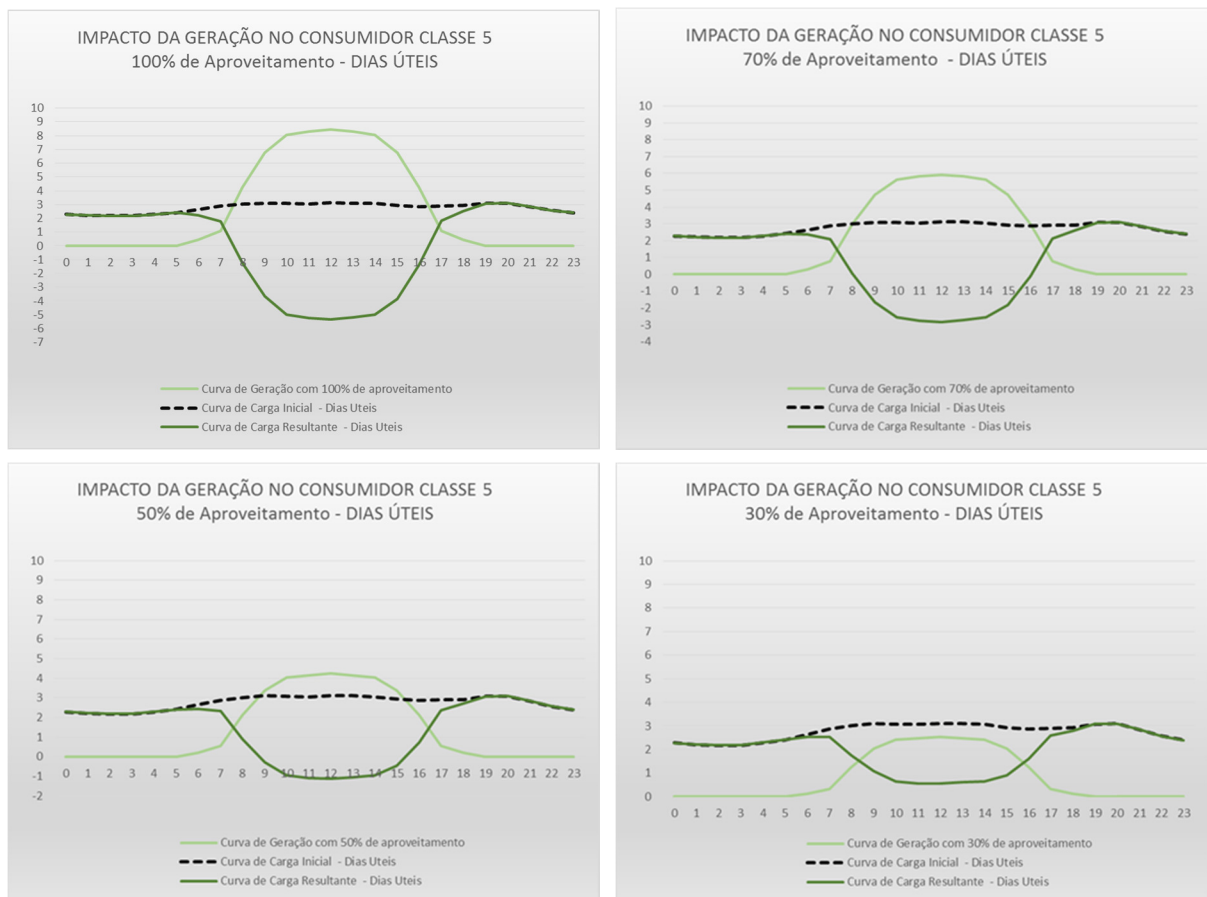 IMPACTO DA GERAÇÃO NO CONSUMIDOR CLASSE 5
100% de Aproveitamento - DIAS ÚTEIS
10
9
8
7
6
5
4
3
2
1
0
-1
-2
-3
-4
-5
-6
-7
0 1 2 3 4 5 6 7 8 9 10 11 12 13 14 15 16 17 18 19 20 21 22 23
Curva de Geração com 100% de aproveitamento
Curva de Carga Inicial - Dias Uteis
Curva de Carga Resultante - Dias Uteis
IMPACTO DA GERAÇÃO NO CONSUMIDOR CLASSE 5
70% de Aproveitamento - DIAS ÚTEIS
10
9
8
7
6
5
4
3
2
1
0
-1
-2
-3
-4
0 1 2 3 4 5 6 7 8 9 10 11 12 13 14 15 16 17 18 19 20 21 22 23
Curva de Geração com 70% de aproveitamento
Curva de Carga Inicial - Dias Uteis
Curva de Carga Resultante - Dias Uteis
IMPACTO DA GERAÇÃO NO CONSUMIDOR CLASSE 5
50% de Aproveitamento - DIAS ÚTEIS
10
9
8
7
6
5
4
3
2
1
0
-1
-2
0 1 2 3 4 5 6 7 8 9 10 11 12 13 14 15 16 17 18 19 20 21 22 23
Curva de Geração com 50% de aproveitamento
Curva de Carga Inicial - Dias Uteis
Curva de Carga Resultante - Dias Uteis
IMPACTO DA GERAÇÃO NO CONSUMIDOR CLASSE 5
30% de Aproveitamento - DIAS ÚTEIS
10
9
8
7
6
5
4
3
2
1
0
0 1 2 3 4 5 6 7 8 9 10 11 12 13 14 15 16 17 18 19 20 21 22 23
Curva de Geração com 30% de aproveitamento
Curva de Carga Inicial - Dias Uteis
Curva de Carga Resultante - Dias Uteis